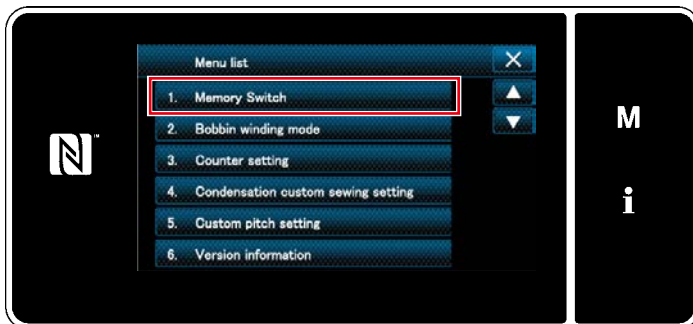 Menu list
1. Memory Switch
2. Bobbin winding mode
3. Counter setting
4. Condensation custom sewing setting
5. Custom pitch setting
6. Version information
N
™
M
i